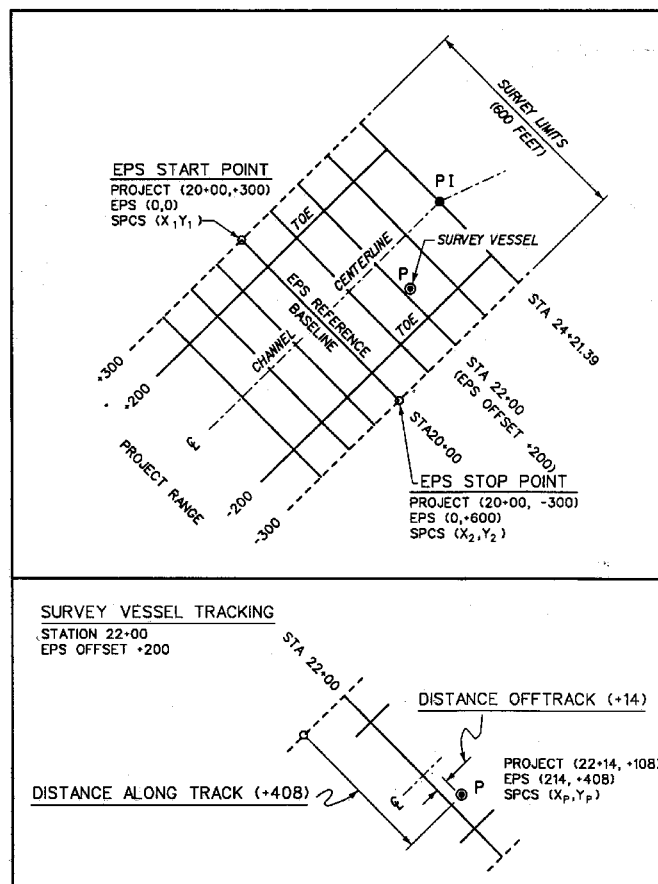 SURVEY LIMITS
(600 FEET)
EPS START POINT
PROJECT (20+00,+300)
EPS (0,0)
SPCS (X₁Y₁)
PI
TOE
SURVEY VESSEL
CENTERLINE
P
EPS REFERENCE
BASELINE
CHANNEL
TOE
STA 24+21.39
+300
+200
STA 22+00
(EPS OFFSET +200)
STA20+00
℄
PROJECT RANGE
-200
-300
EPS STOP POINT
PROJECT (20+00, -300)
EPS (0,+600)
SPCS (X₂,Y₂)
SURVEY VESSEL TRACKING
STATION 22+00
EPS OFFSET +200
STA 22+00
DISTANCE OFFTRACK (+14)
PROJECT (22+14, +108)
EPS (214, +408)
SPCS (Xₚ,Yₚ)
P
℄
DISTANCE ALONG TRACK (+408)